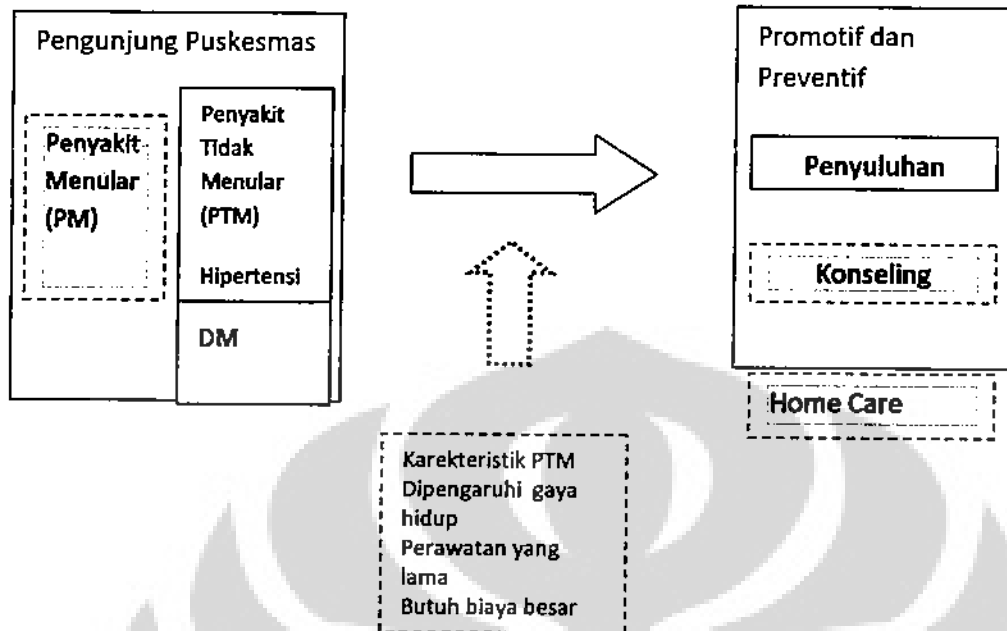 Pengunjung Puskesmas
Penyakit
Menular
(PM)
Penyakit
Tidak
Menular
(PTM)
Hipertensi
DM
Promotif dan
Preventif
Penyuluhan
Konseling
Home Care
Karekteristik PTM
Dipengaruhi gaya
hidup
Perawatan yang
lama
Butuh biaya besar